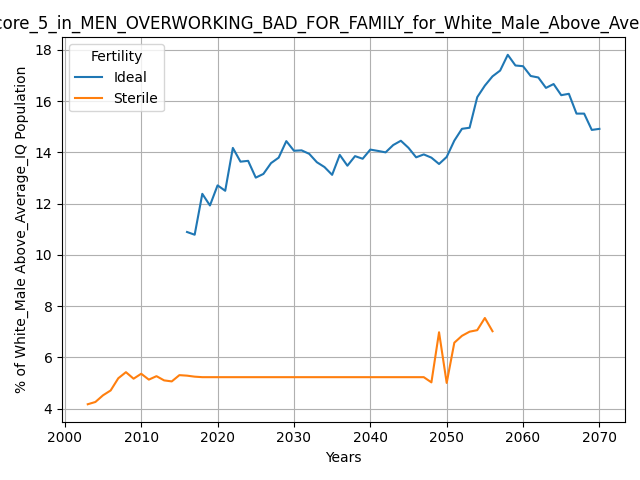 core_5_in_MEN_OVERWORKING_BAD_FOR_FAMILY_for_White_Male_Above_Ave
Fertility
Ideal
Sterile
% of White_Male Above_Average_IQ Population
18
16
14
12
10
8
6
4
2000 2010 2020 2030 2040 2050 2060 2070
Years